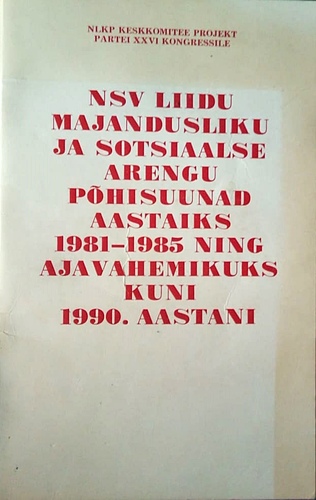 NLKP KESKKOMITEE PROJEKT
PARTEI XXVI KONGRESSILE
NSV LIIDU
MAJANDUSLIKU
JA SOTSIAALSE
ARENGU
PÕHISUUNAD
AASTAIKS
1981–1985 NING
AJAVAHEMIKUKS
KUNI
1990. AASTANI